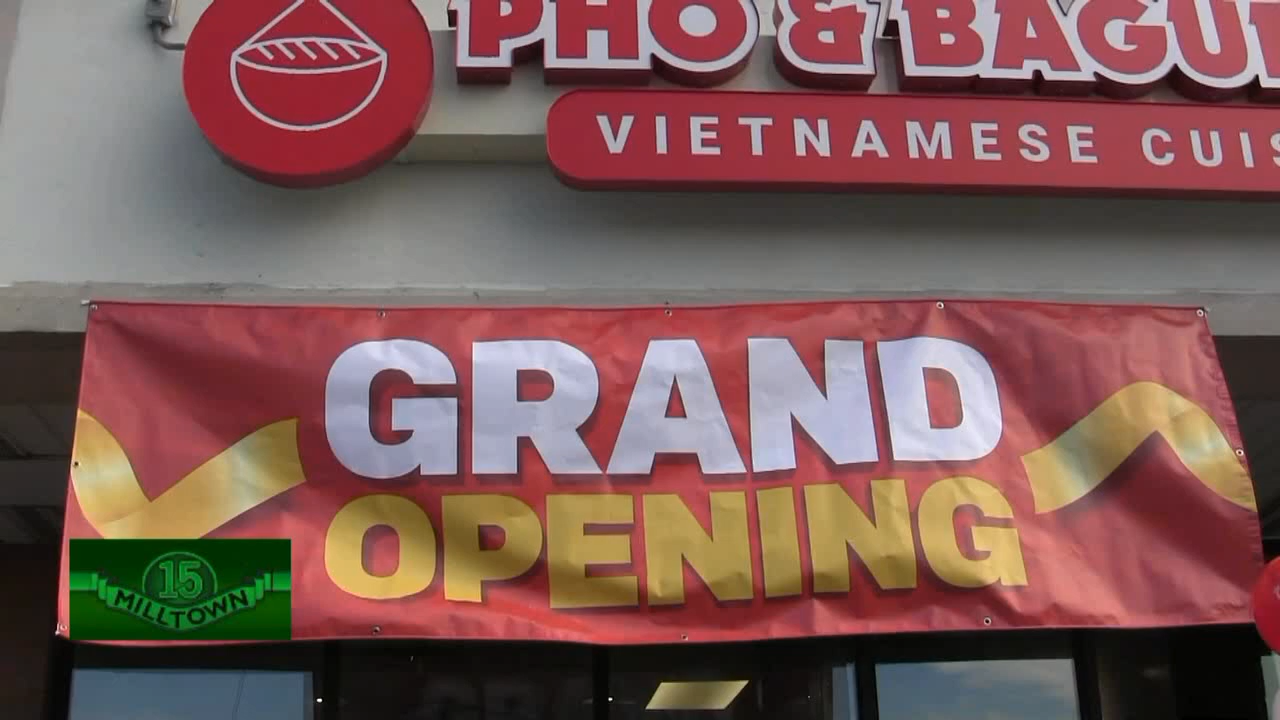 PHO & BAGU
VIETNAMESE CUIS
GRAND
OPENING
15
MILLTOWN